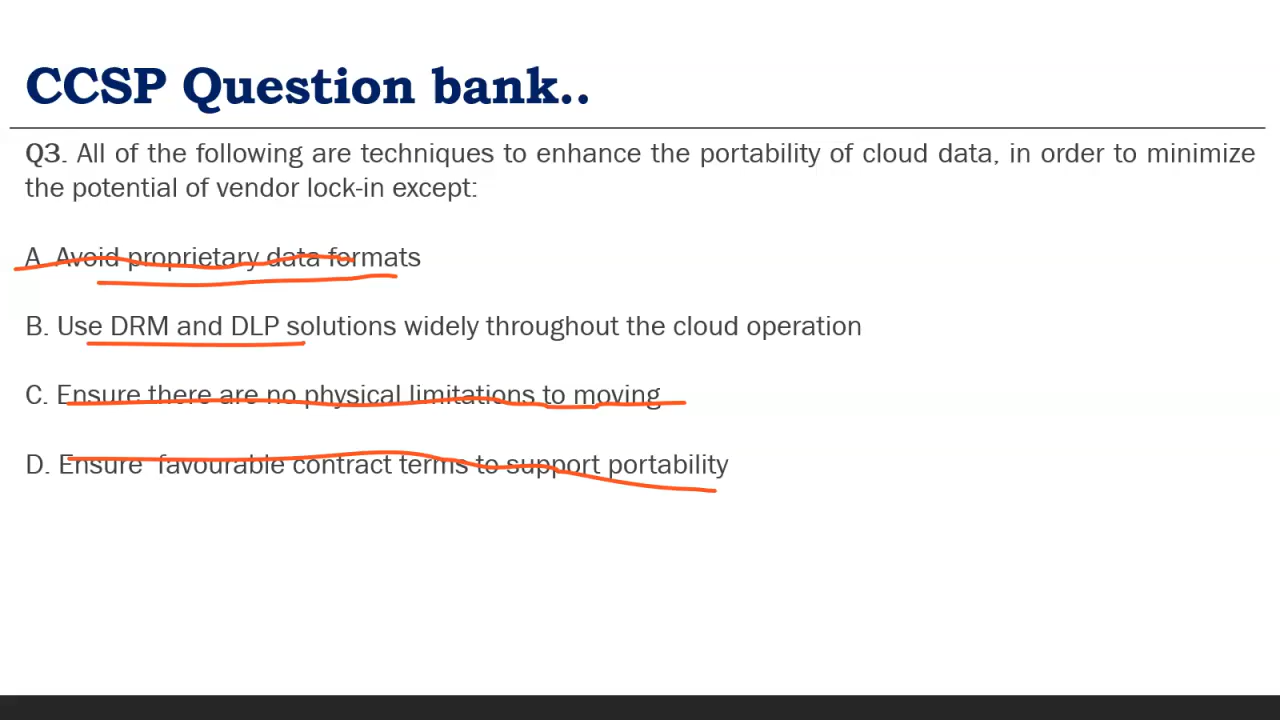 CCSP Question bank..
Q3. All of the following are techniques to enhance the portability of cloud data, in order to minimize
the potential of vendor lock-in except:
A. Avoid proprietary data formats
B. Use DRM and DLP solutions widely throughout the cloud operation
C. Ensure there are no physical limitations to moving
D. Ensure  favourable contract terms to support portability